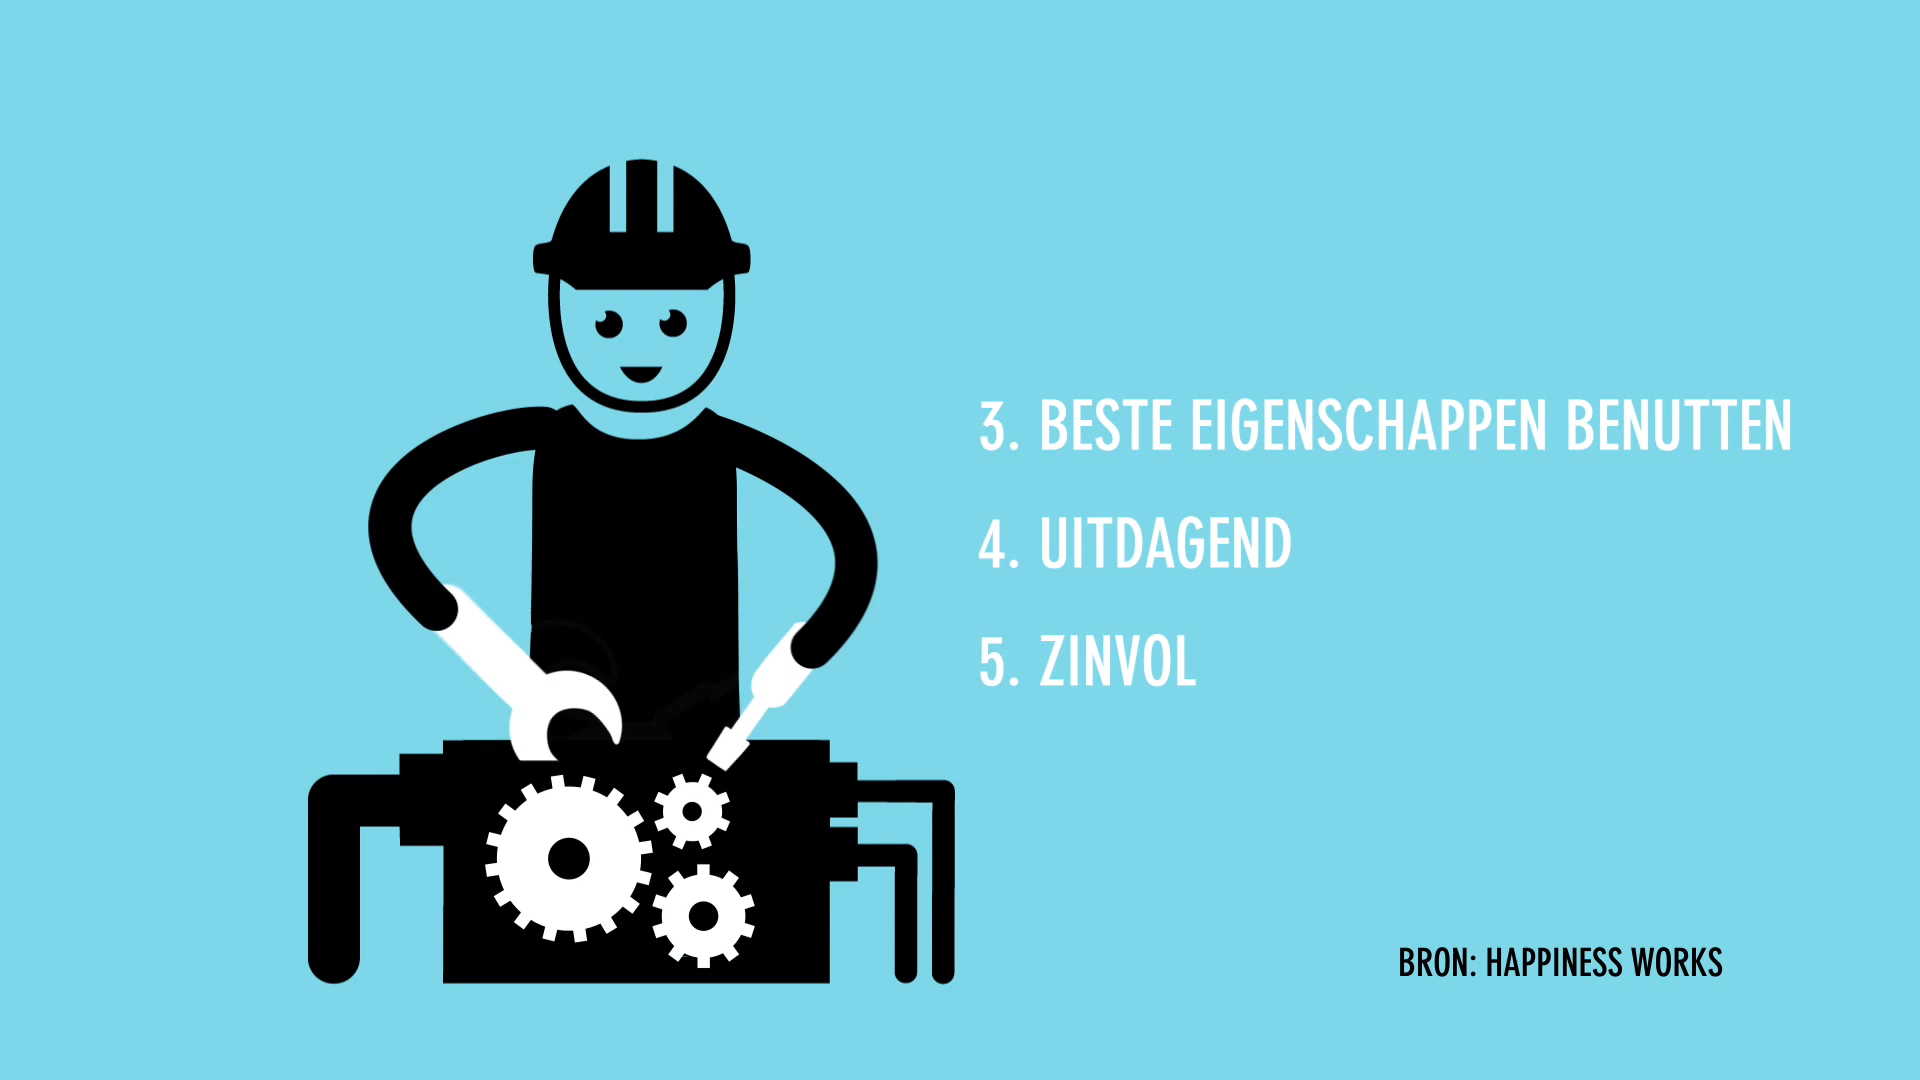 3. BESTE EIGENSCHAPPEN BENUTTEN
4. UITDAGEND
5. ZINVOL
BRON: HAPPINESS WORKS